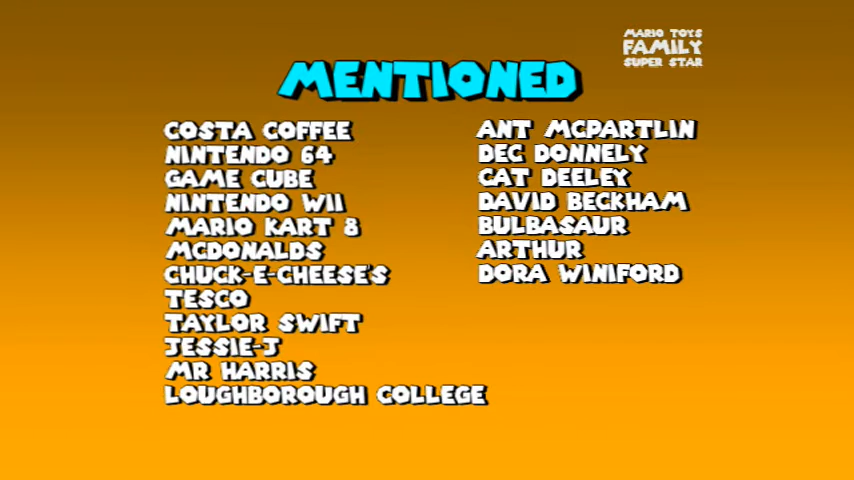 MARIO TOYS
FAMILY
SUPER STAR
MENTIONED
COSTA COFFEE
NINTENDO 64
GAME CUBE
NINTENDO WII
MARIO KART 8
MCDONALDS
CHUCK-E-CHEESE'S
TESCO
TAYLOR SWIFT
JESSIE-J
MR HARRIS
LOUGHBOROUGH COLLEGE
ANT MCPARTLIN
DEC DONNELY
CAT DEELEY
DAVID BECKHAM
BULBASAUR
ARTHUR
DORA WINIFORD